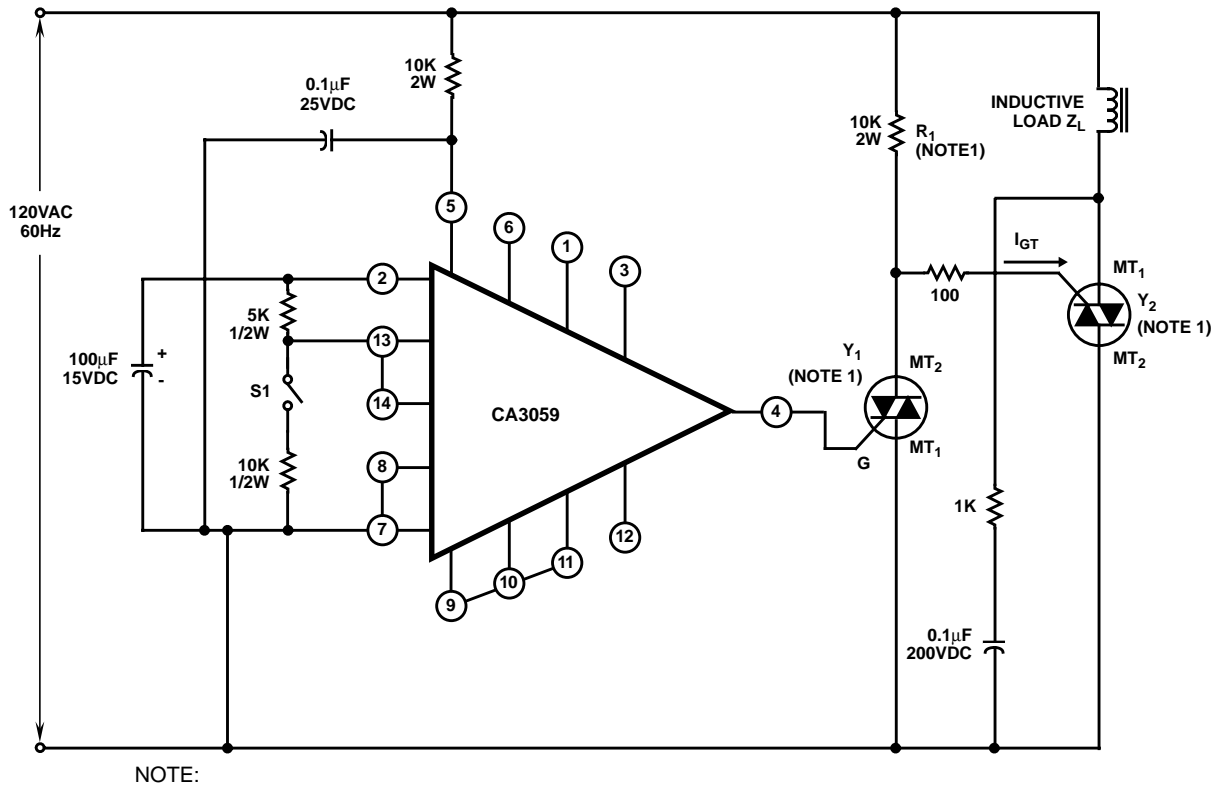 120VAC
60Hz
0.1μF
25VDC
10K
2W
10K
2W
R1
(NOTE1)
INDUCTIVE
LOAD ZL
5
6
1
3
2
13
14
8
7
9
10
11
12
4
5K
1/2W
S1
10K
1/2W
100μF
15VDC
+
-
CA3059
Y1
(NOTE 1)
MT2
MT1
G
100
IGT
MT1
Y2
(NOTE 1)
MT2
1K
0.1μF
200VDC
NOTE: